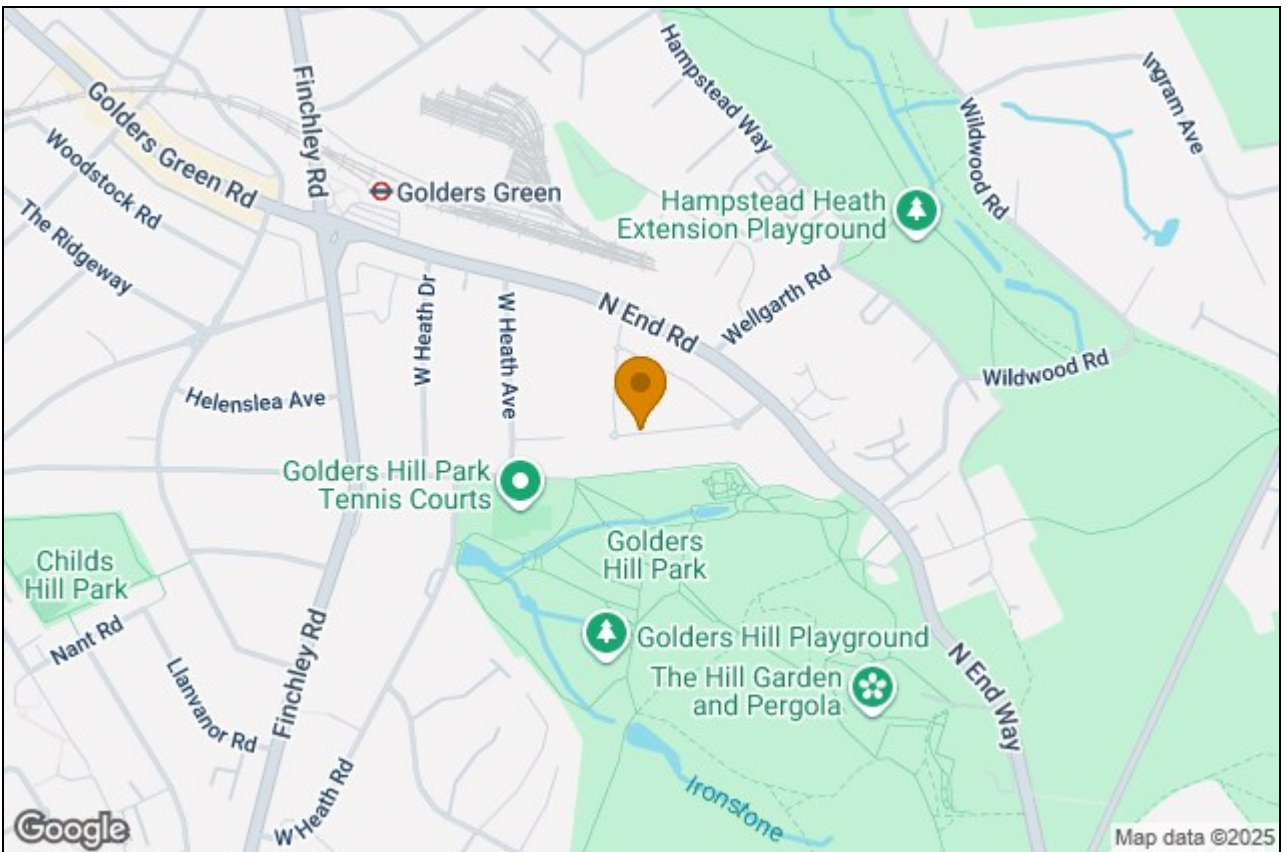 Hampstead Way
Ingram Ave
Finchley Rd
Golders Green Rd
Wildwood Rd
Woodstock Rd
Golders Green
Hampstead Heath
Extension Playground
The Ridgeway
W Heath Dr
W Heath Ave
N End Rd
Wellgarth Rd
Wildwood Rd
Helenslea Ave
Golders Hill Park
Tennis Courts
Golders
Hill Park
Childs
Hill Park
Nant Rd
Llanvanor Rd
Finchley Rd
Golders Hill Playground
The Hill Garden
and Pergola
N End Way
W Heath Rd
Ironstone
Google
Map data ©2025